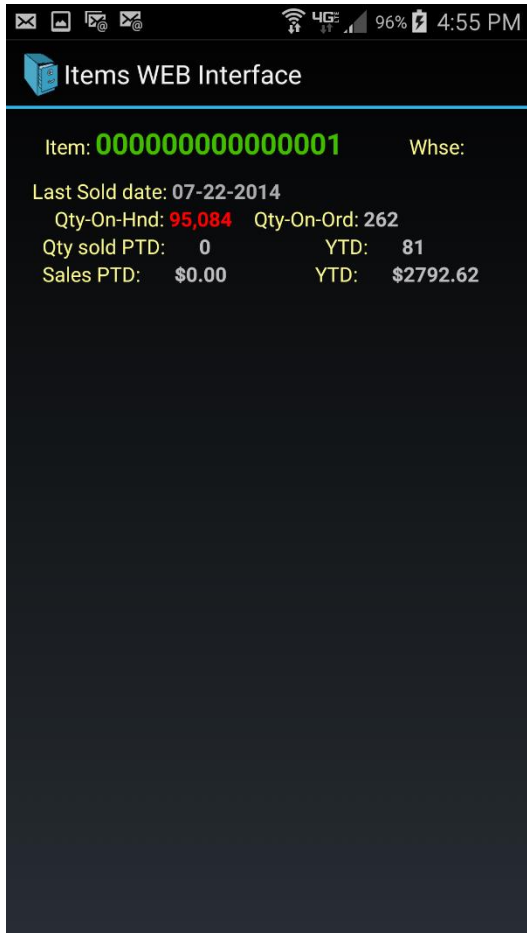 4G 96% 4:55 PM
Items WEB Interface
Item: 000000000000001 Whse:
Last Sold date: 07-22-2014
Qty-On-Hnd: 95,084 Qty-On-Ord: 262
Qty sold PTD: 0 YTD: 81
Sales PTD: $0.00 YTD: $2792.62